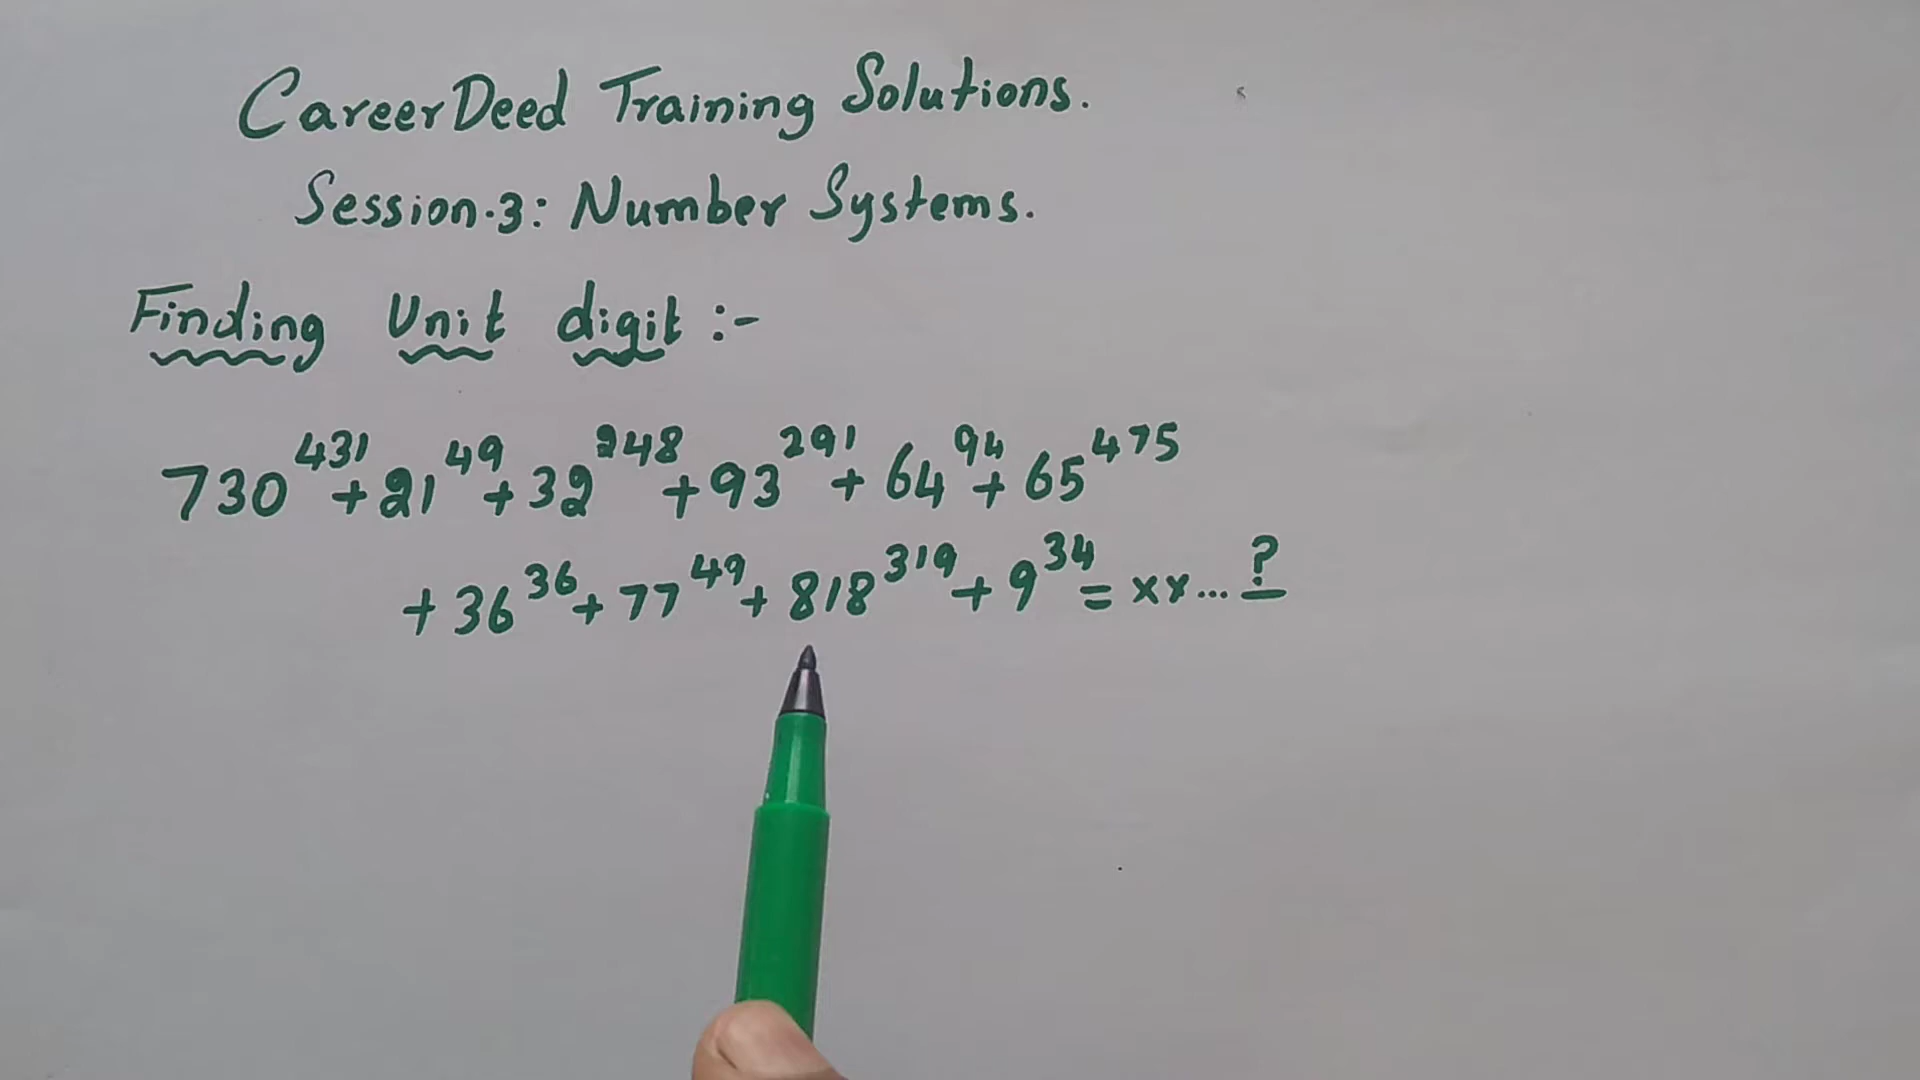 CareerDeed Training Solutions.
Session.3: Number Systems.
Finding Unit digit :-
730^431 + 21^49 + 32^248 + 93^291 + 64^94 + 65^475
+ 36^36 + 77^49 + 818^319 + 9^34 = xx... ?